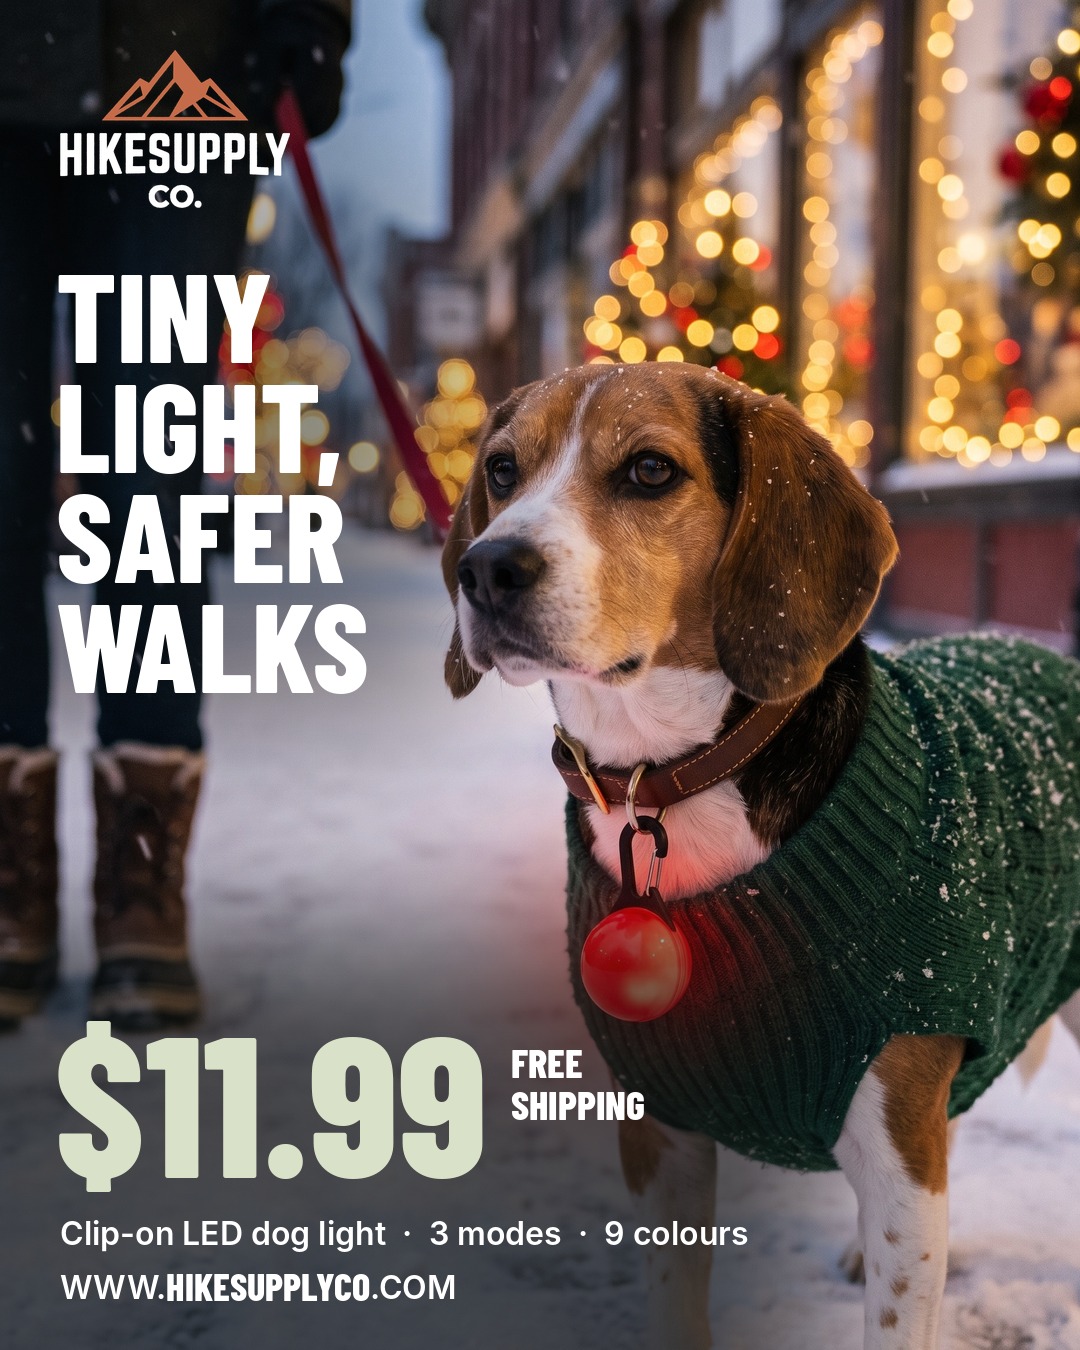 HIKESUPPLY
CO.
TINY
LIGHT,
SAFER
WALKS
$11.99
FREE
SHIPPING
Clip-on LED dog light · 3 modes · 9 colours
WWW.HIKESUPPLYCO.COM